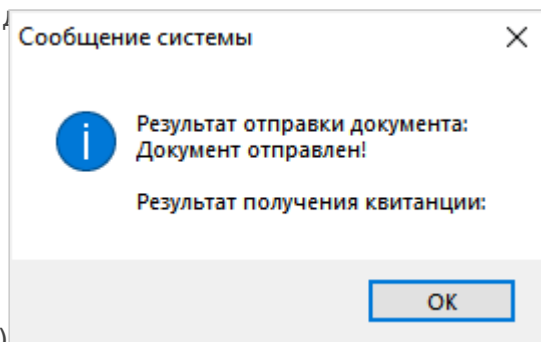 Сообщение системы
Результат отправки документа:
Документ отправлен!
Результат получения квитанции:
OK
)